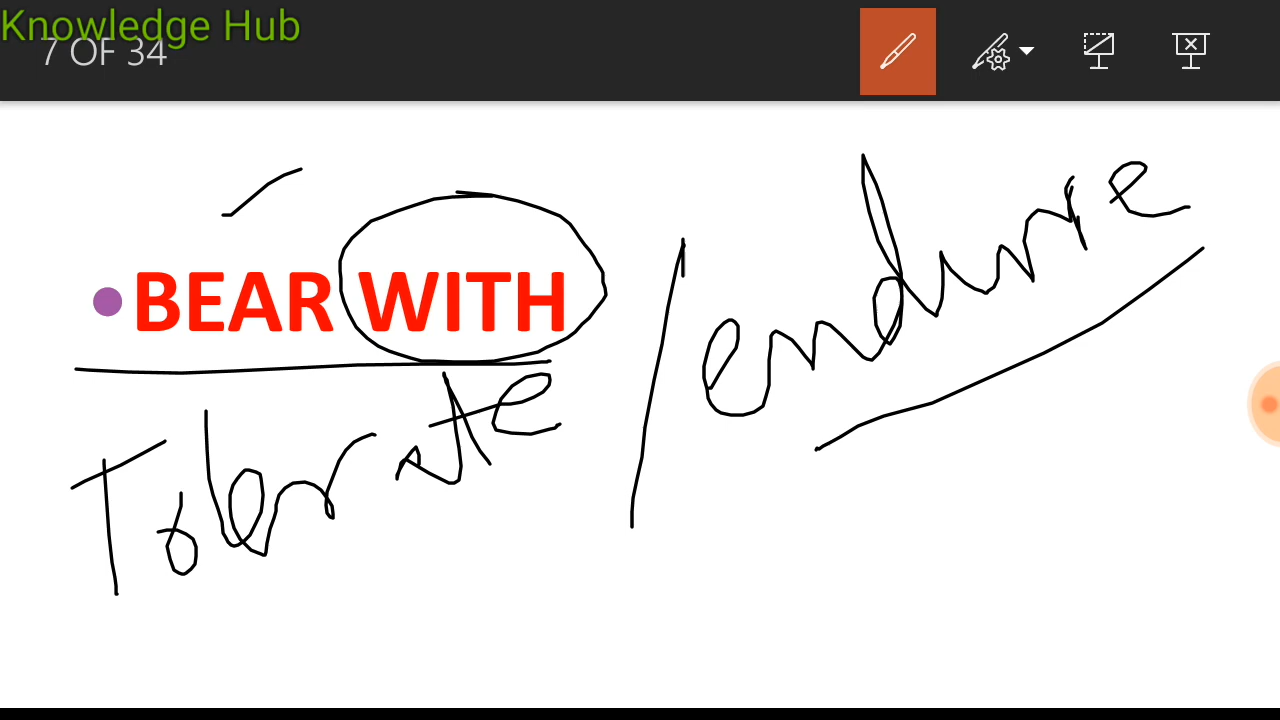 Knowledge Hub
7 OF 34
•BEAR WITH
Tolerate / endure